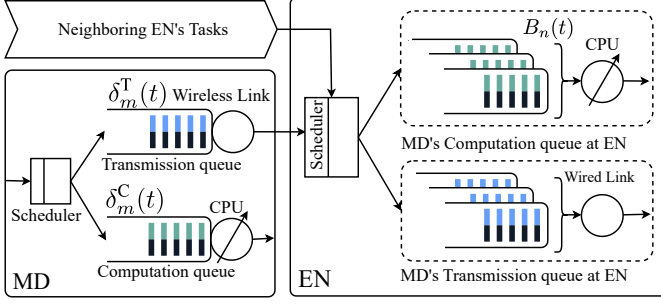 Neighboring EN's Tasks
EN
MD
Scheduler
δ_m^T(t) Wireless Link
Transmission queue
δ_m^C(t)
CPU
Computation queue
Scheduler
B_n(t)
CPU
MD's Computation queue at EN
Wired Link
MD's Transmission queue at EN